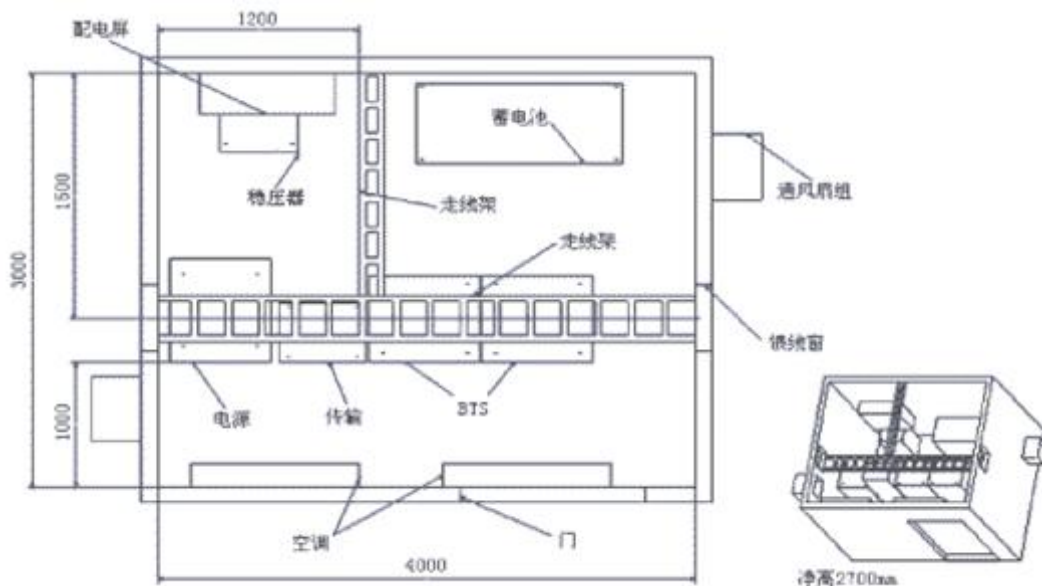 1200
配电屏
蓄电池
稳压器
走线架
通风扇组
1500
3000
走线架
馈线窗
1000
电源
传输
BTS
空调
门
4000
净高2700mm